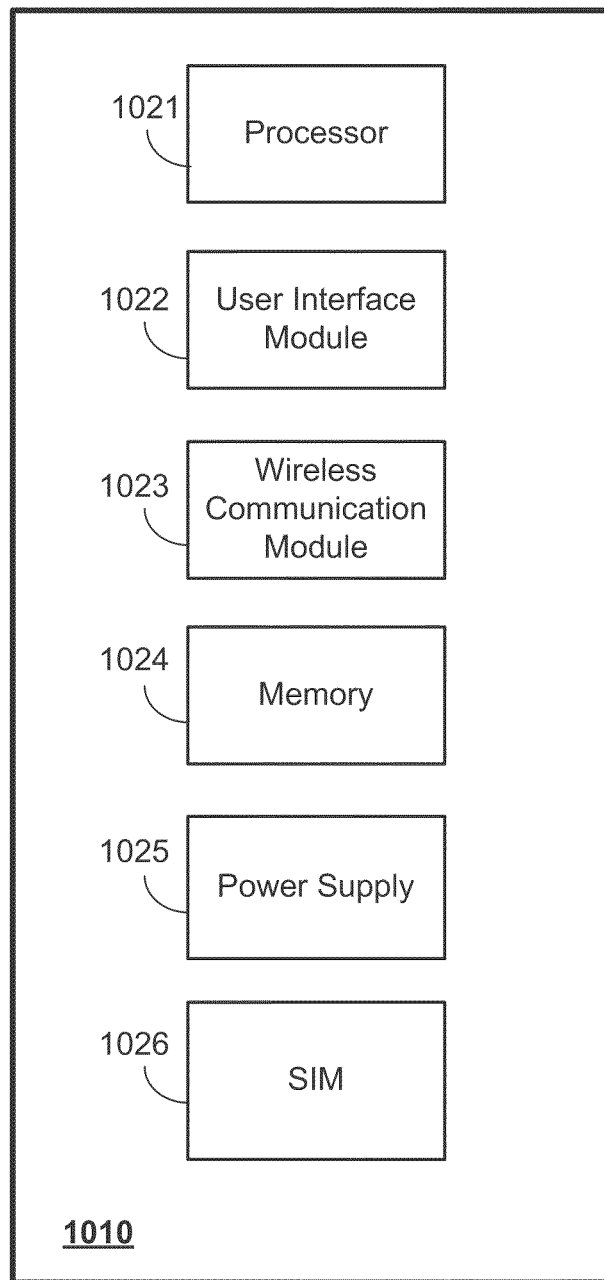 1021
Processor
1022
User Interface
Module
1023
Wireless
Communication
Module
1024
Memory
1025
Power Supply
1026
SIM
1010